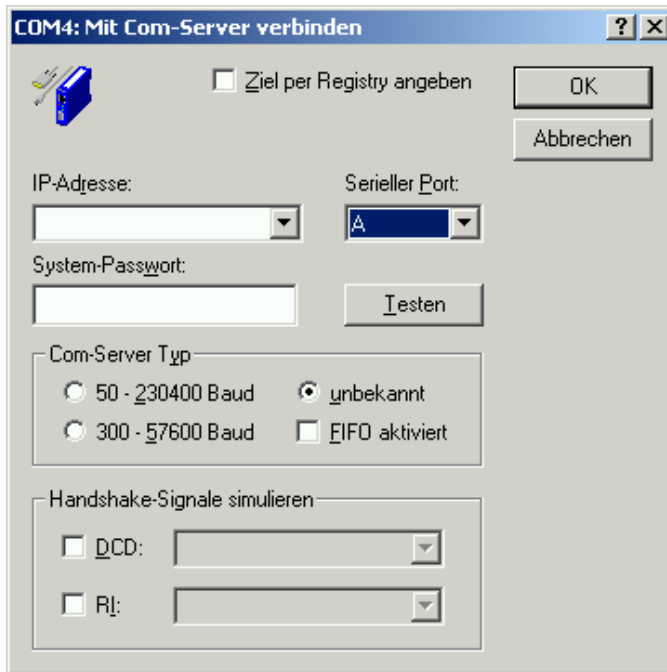 COM4: Mit Com-Server verbinden
Ziel per Registry angeben
OK
Abbrechen
IP-Adresse:
Serieller Port:
A
System-Passwort:
Testen
Com-Server Typ
50 - 230400 Baud
unbekannt
300 - 57600 Baud
FIFO aktiviert
Handshake-Signale simulieren
DCD:
RI: